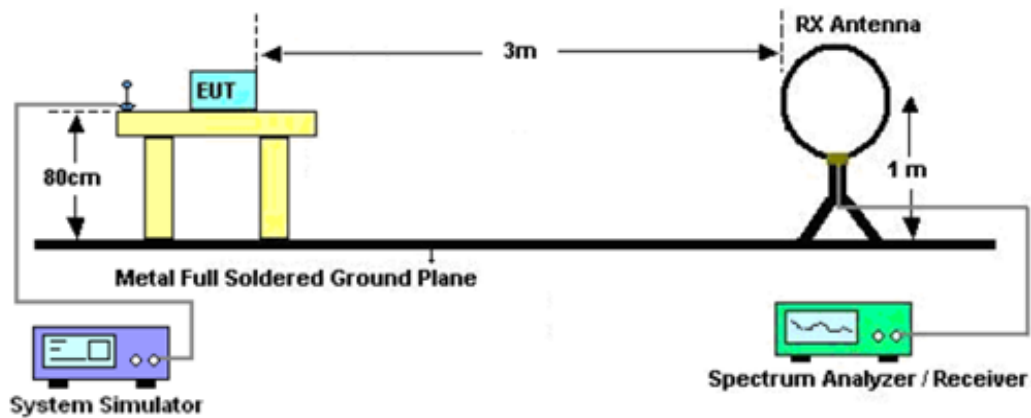 RX Antenna
3m
EUT
80cm
1 m
Metal Full Soldered Ground Plane
System Simulator
Spectrum Analyzer / Receiver